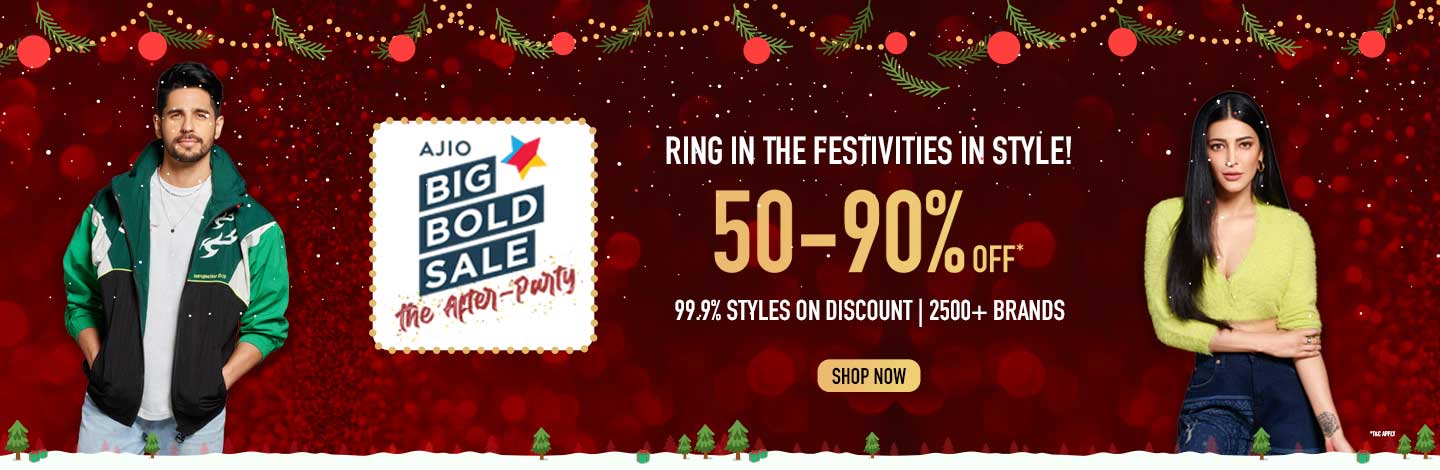 AJIO
BIG
BOLD
SALE
the After-Party
RING IN THE FESTIVITIES IN STYLE!
50-90% OFF*
99.9% STYLES ON DISCOUNT | 2500+ BRANDS
SHOP NOW
*T&C APPLY